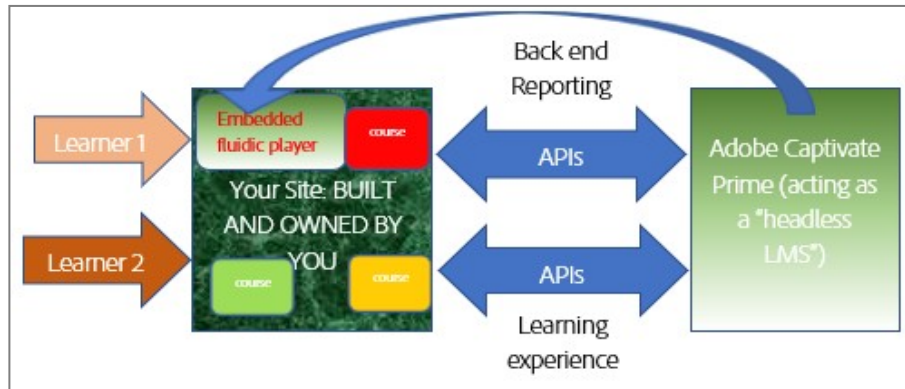 Back end
Reporting
Learner 1
Embedded
fluidic player
course
APIs
Adobe Captivate
Prime (acting as
a "headless
LMS")
Your Site: BUILT
AND OWNED BY
YOU
Learner 2
course
course
APIs
Learning
experience